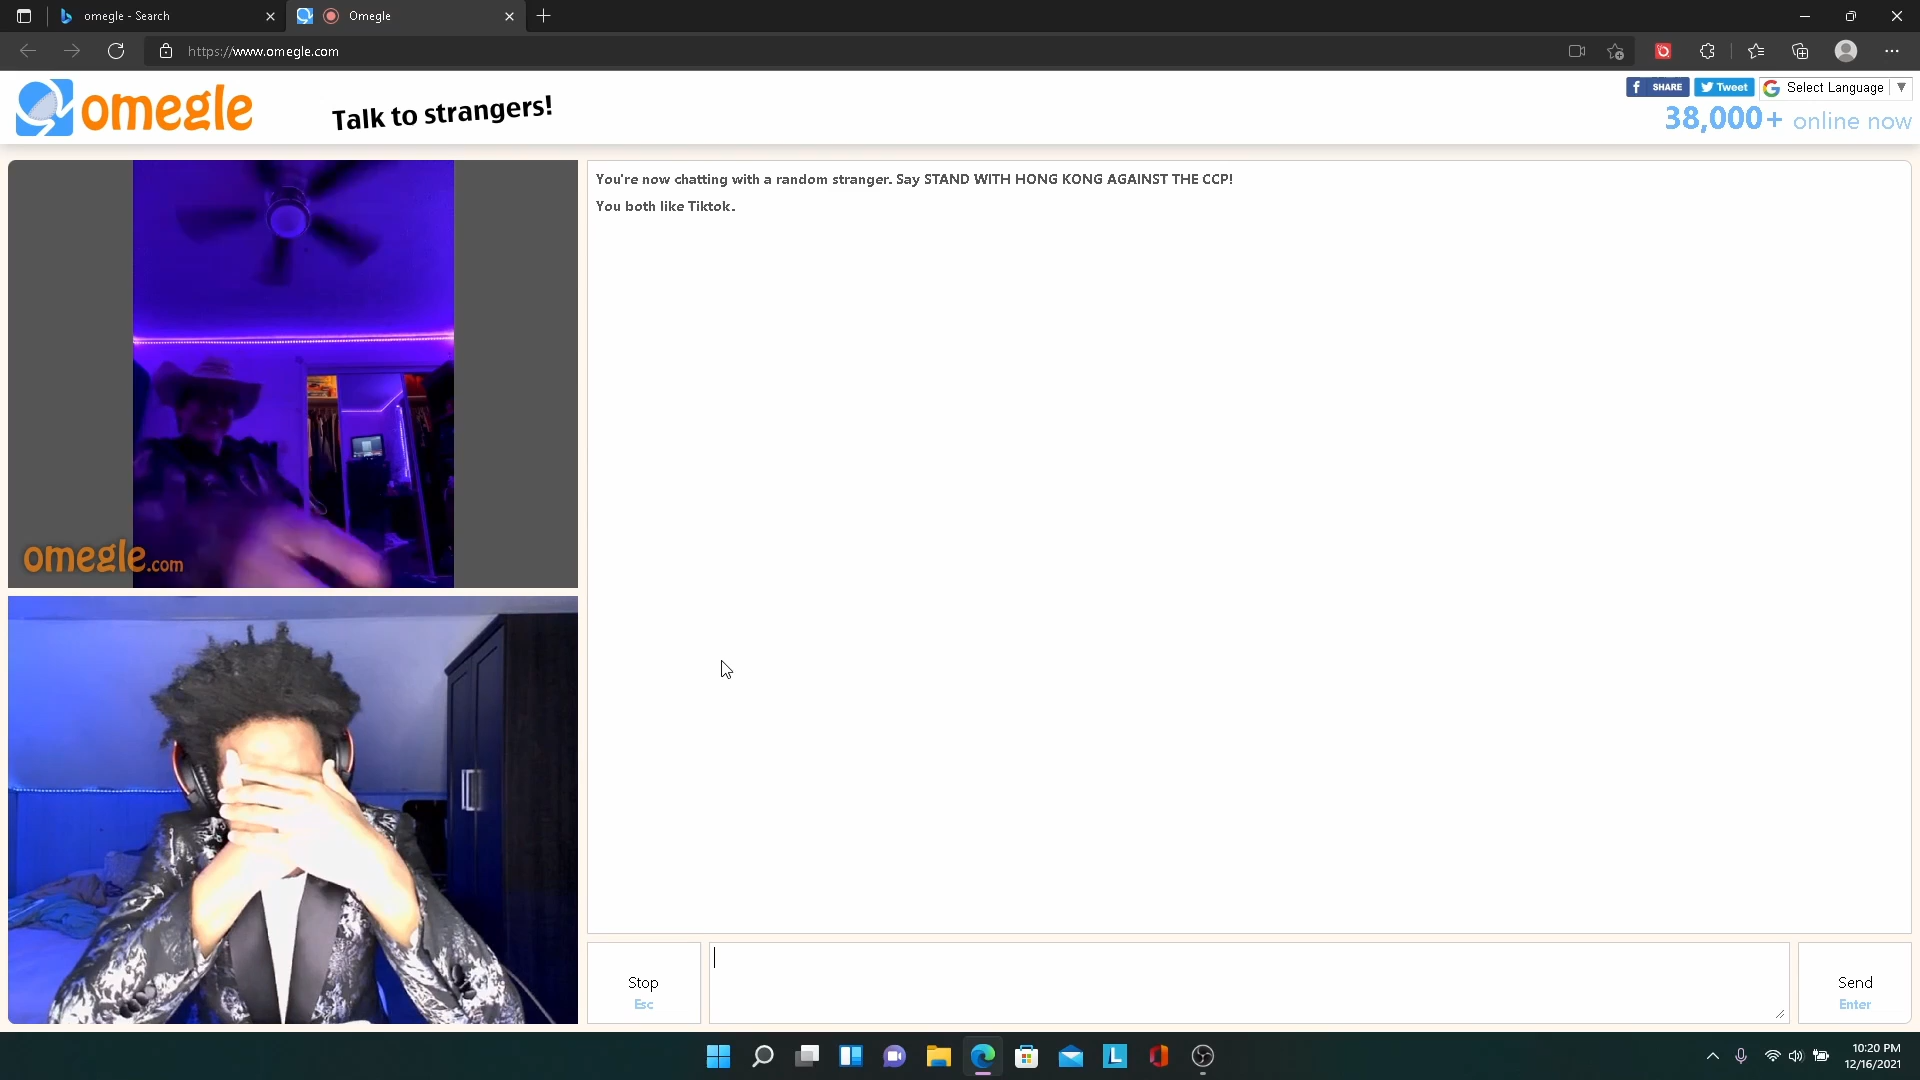 omegle - Search
Omegle
https://www.omegle.com
omegle
Talk to strangers!
SHARE
Tweet
Select Language
38,000+ online now
You're now chatting with a random stranger. Say STAND WITH HONG KONG AGAINST THE CCP!
You both like Tiktok.
omegle.com
Stop
Esc
Send
Enter
10:20 PM
12/16/2021